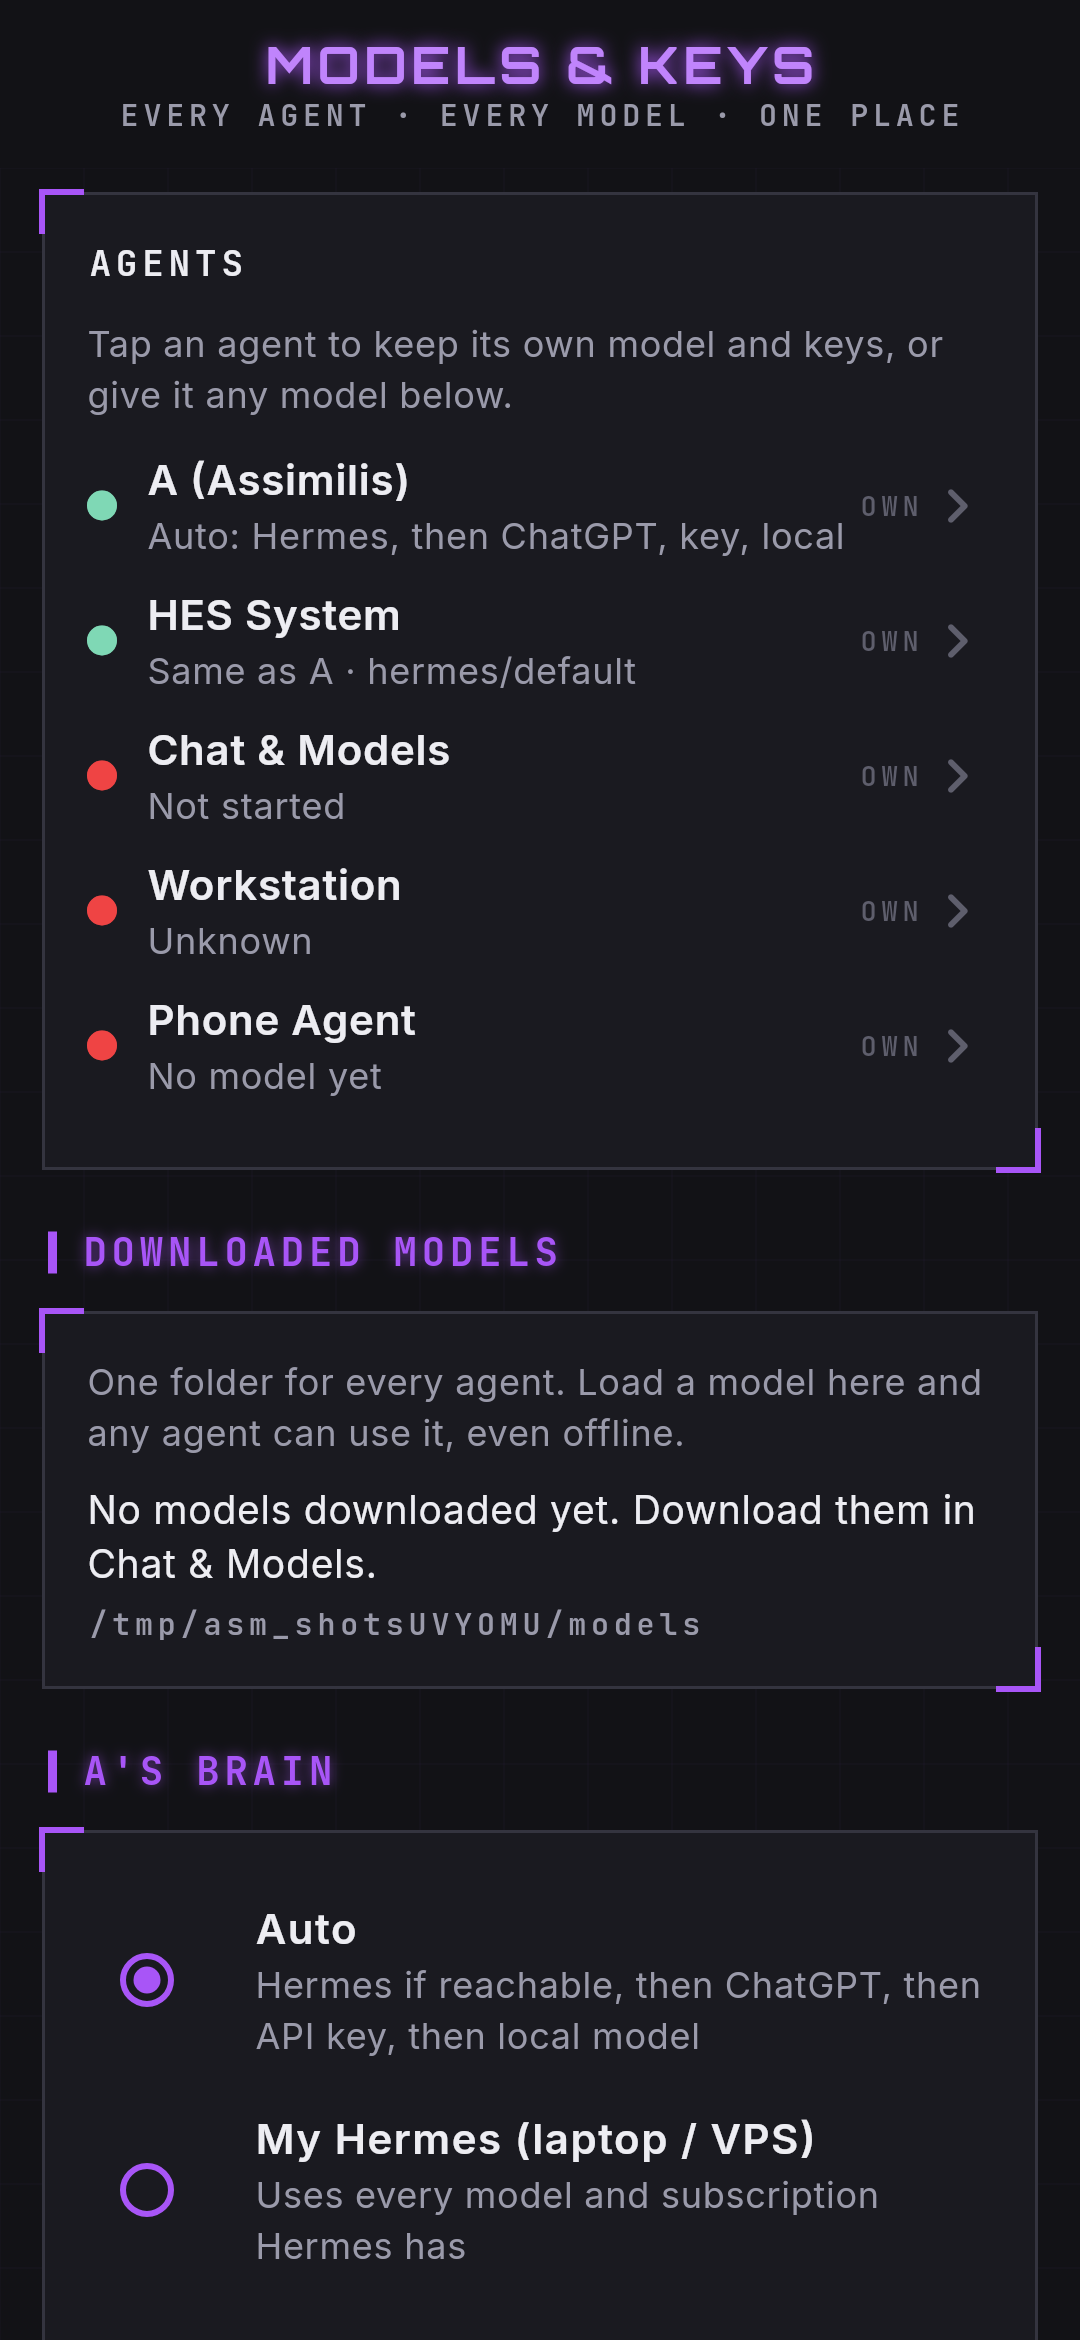 MODELS & KEYS
EVERY AGENT · EVERY MODEL · ONE PLACE
AGENTS
Tap an agent to keep its own model and keys, or
give it any model below.
A (Assimilis)
Auto: Hermes, then ChatGPT, key, local
OWN
HES System
Same as A · hermes/default
OWN
Chat & Models
Not started
OWN
Workstation
Unknown
OWN
Phone Agent
No model yet
OWN
DOWNLOADED MODELS
One folder for every agent. Load a model here and
any agent can use it, even offline.
No models downloaded yet. Download them in
Chat & Models.
/tmp/asm_shotsUVYOMU/models
A'S BRAIN
Auto
Hermes if reachable, then ChatGPT, then
API key, then local model
My Hermes (laptop / VPS)
Uses every model and subscription
Hermes has